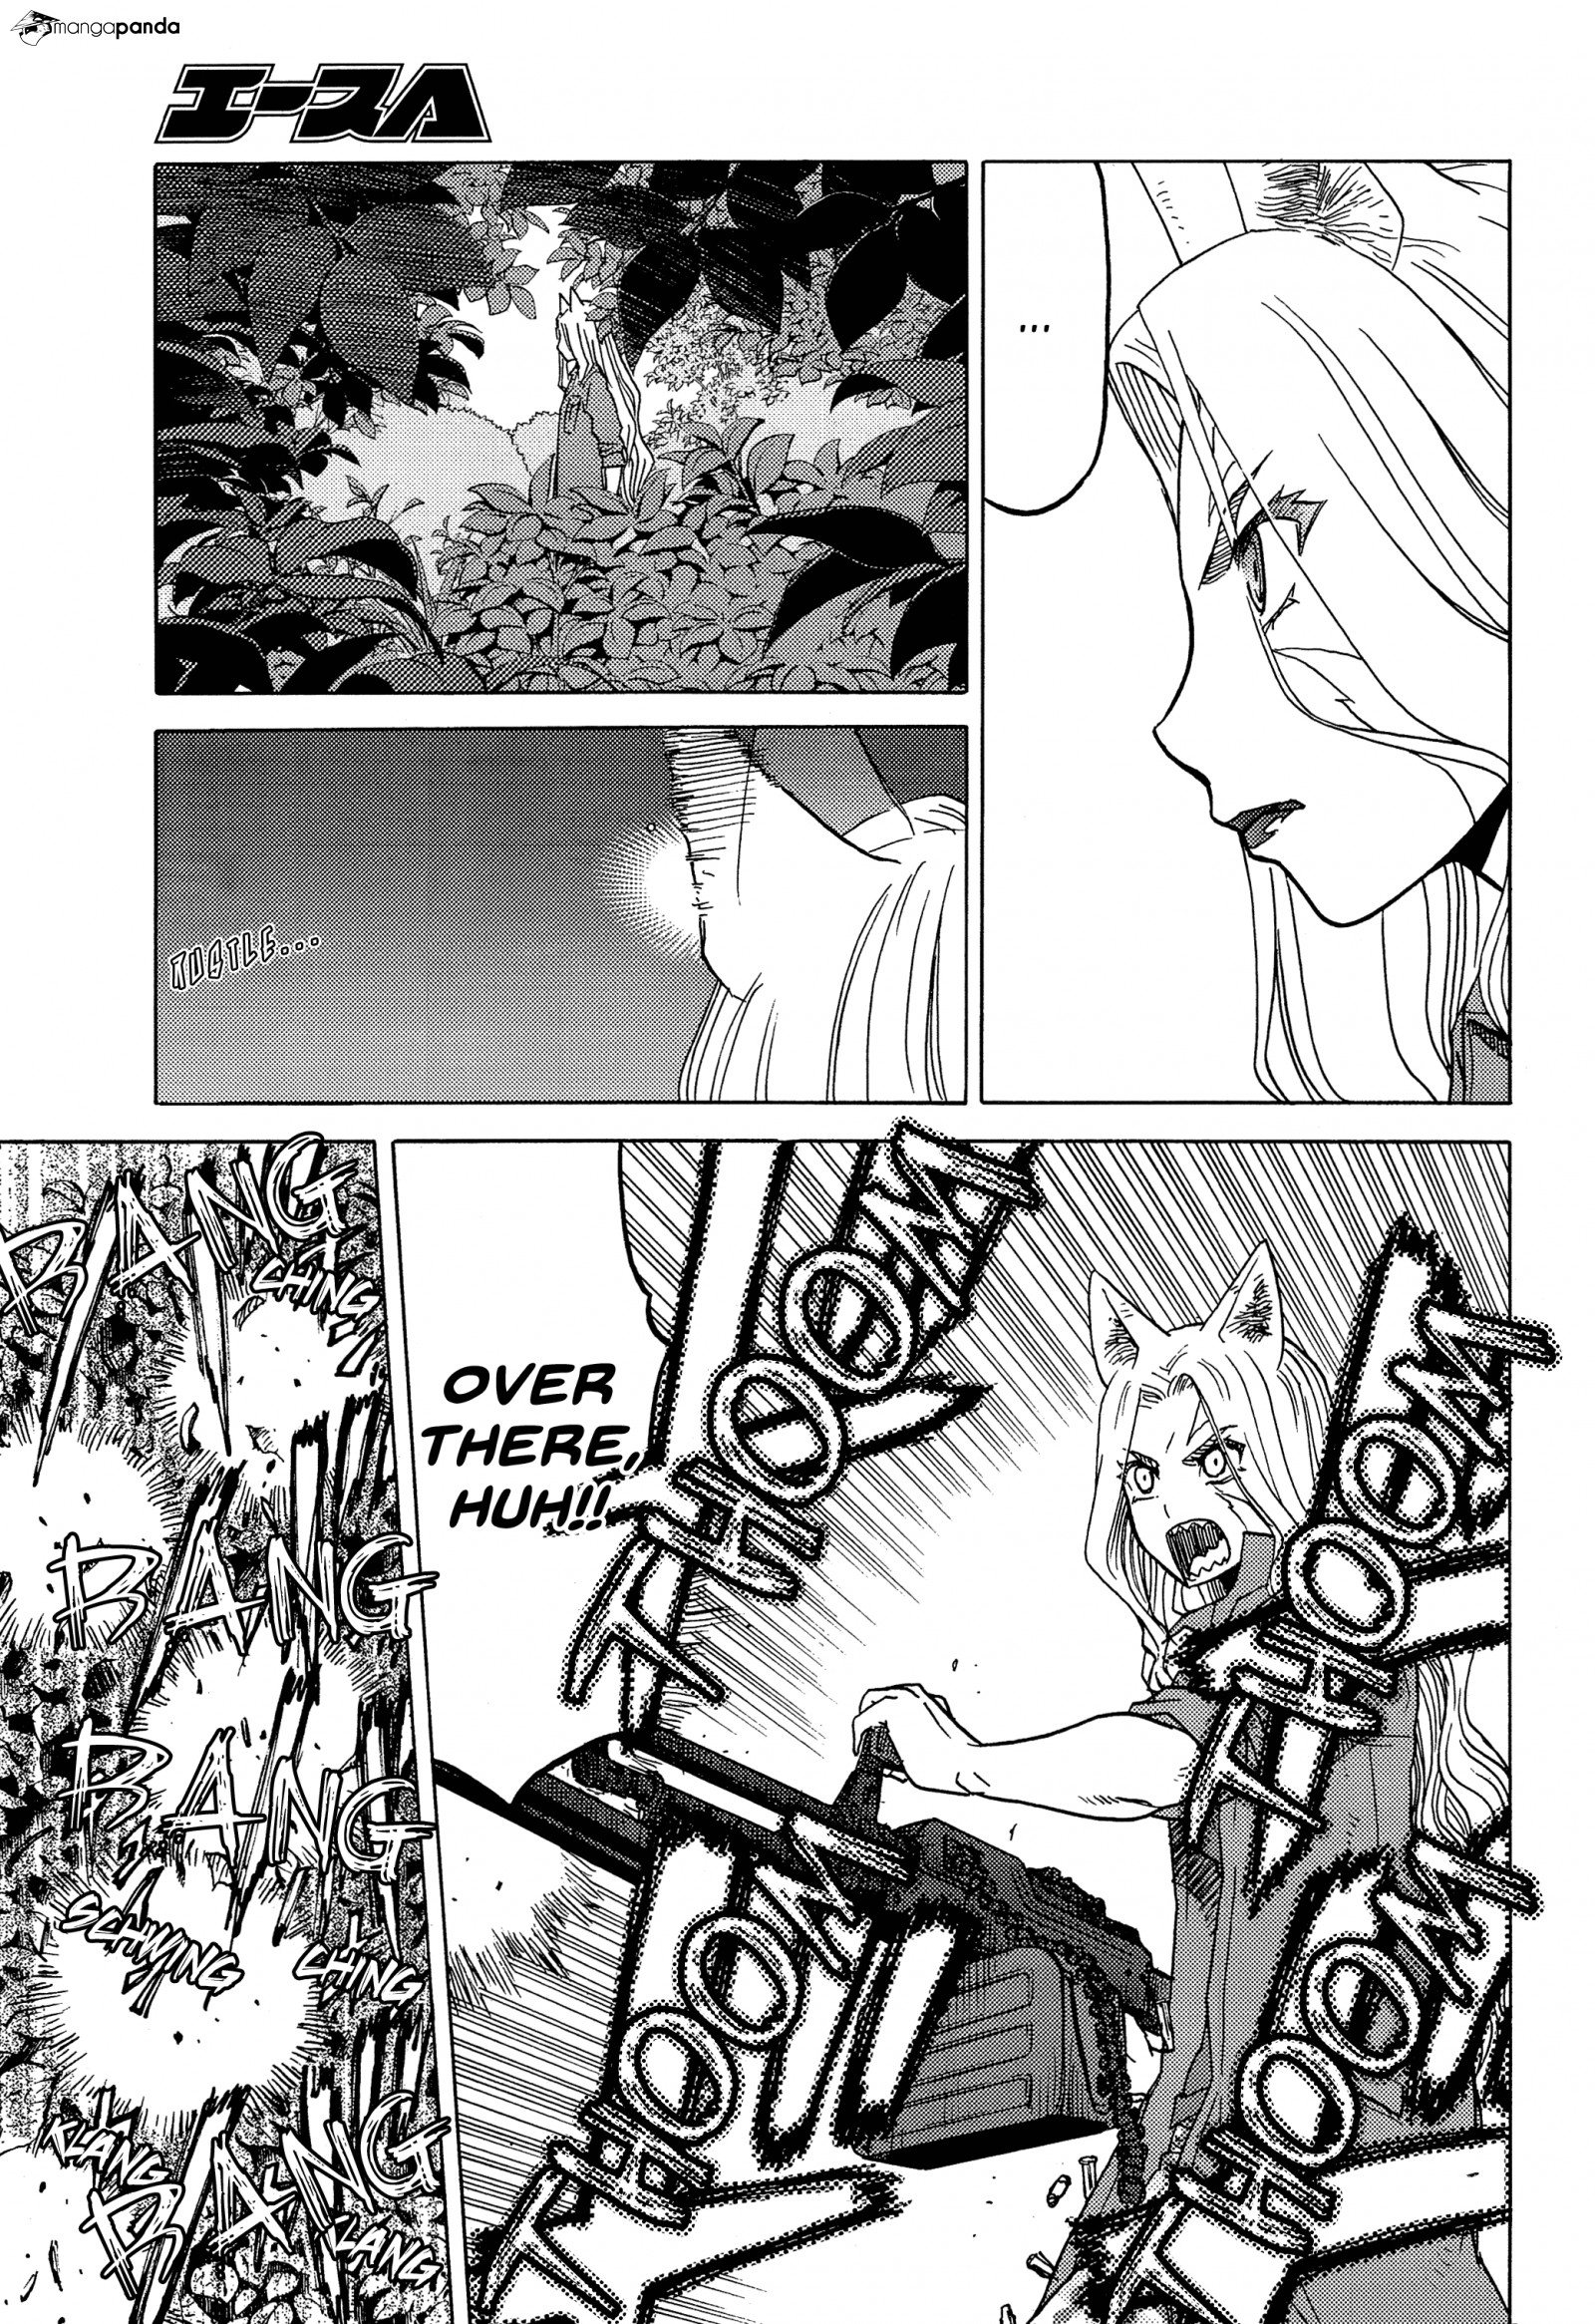 mangapanda
エースA
...
RUSTLE...
OVER
THERE,
HUH!!
THOOM
THOOM
THOOM
THOOM
BANG
CHING
BANG
BANG
SCHWING
CHING
KLANG
BANG
KLANG